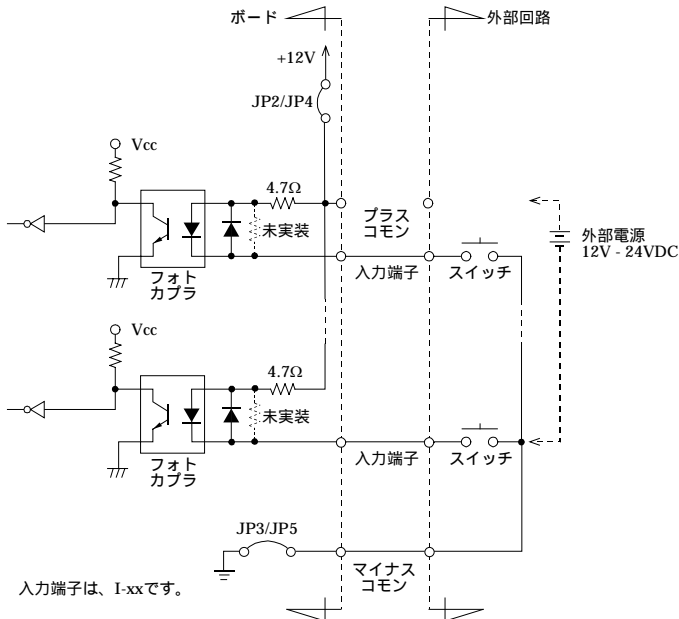 ボード
外部回路
+12V
JP2/JP4
Vcc
4.7Ω
プラス
コモン
未実装
外部電源
12V - 24VDC
入力端子
スイッチ
フォト
カプラ
Vcc
4.7Ω
未実装
入力端子
スイッチ
フォト
カプラ
JP3/JP5
マイナス
コモン
入力端子は、I-xxです。